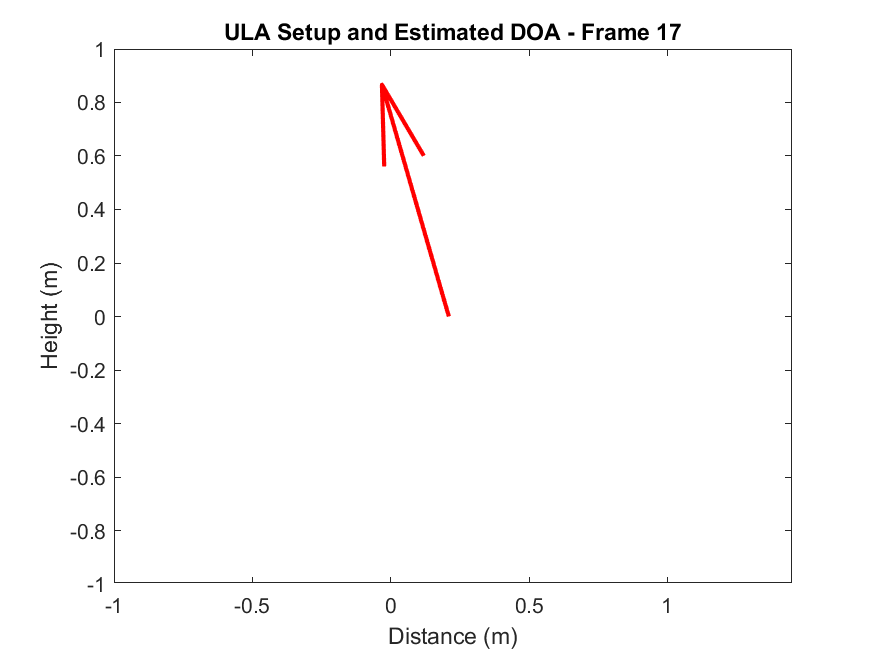 ULA Setup and Estimated DOA - Frame 17
1
0.8
0.6
0.4
0.2
0
-0.2
-0.4
-0.6
-0.8
-1
Height (m)
-1 -0.5 0 0.5 1
Distance (m)